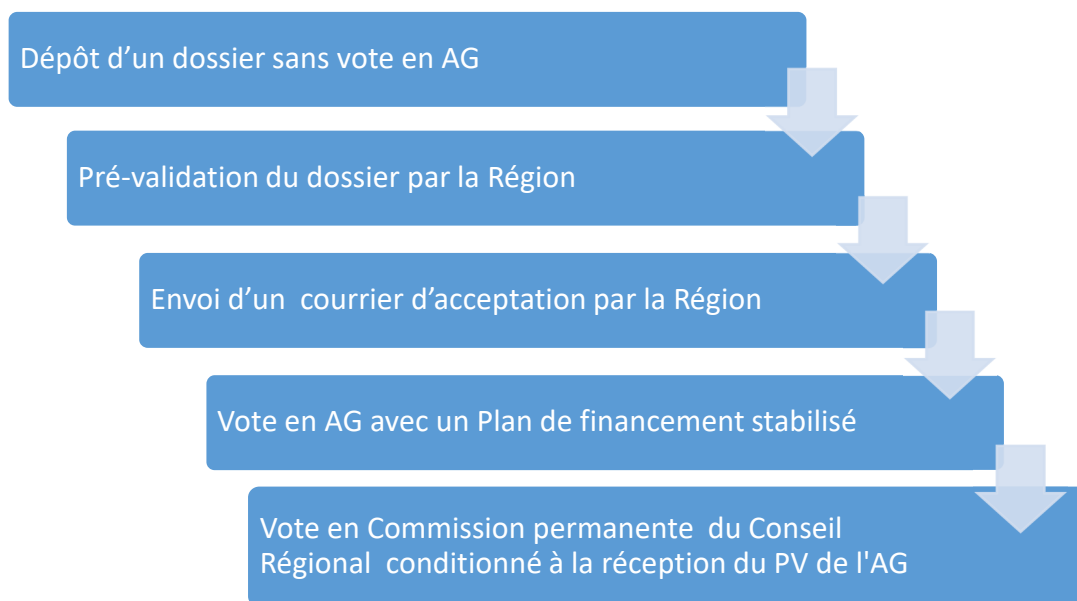 Dépôt d’un dossier sans vote en AG
Pré-validation du dossier par la Région
Envoi d’un  courrier d’acceptation par la Région
Vote en AG avec un Plan de financement stabilisé
Vote en Commission permanente  du Conseil
Régional  conditionné à la réception du PV de l'AG